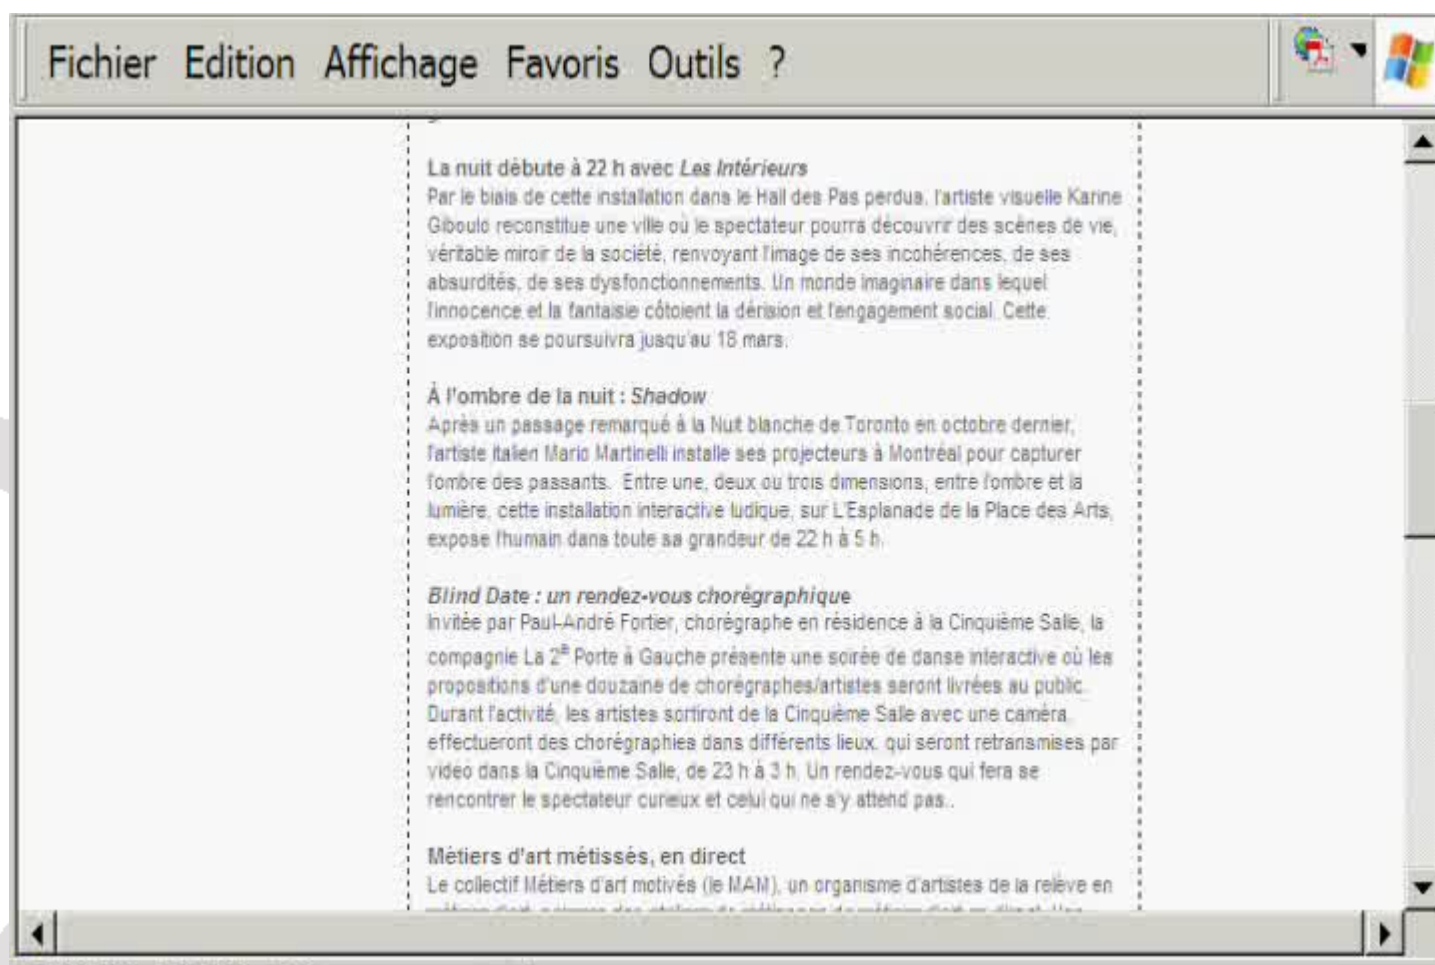 Fichier Edition Affichage Favoris Outils ?
La nuit débute à 22 h avec Les Intérieurs
Par le biais de cette installation dans le Hall des Pas perdus, l'artiste visuelle Karine
Giboulo reconstitue une ville où le spectateur pourra découvrir des scènes de vie,
véritable miroir de la société, renvoyant l'image de ses incohérences, de ses
absurdités, de ses dysfonctionnements. Un monde imaginaire dans lequel
l'innocence et la fantaisie côtoient la dérision et l'engagement social. Cette
exposition se poursuivra jusqu'au 18 mars.
À l'ombre de la nuit : Shadow
Après un passage remarqué à la Nuit blanche de Toronto en octobre dernier,
l'artiste italien Mario Martinelli installe ses projecteurs à Montréal pour capturer
l'ombre des passants. Entre une, deux ou trois dimensions, entre l'ombre et la
lumière, cette installation interactive ludique, sur L'Esplanade de la Place des Arts,
expose l'humain dans toute sa grandeur de 22 h à 5 h.
Blind Date : un rendez-vous chorégraphique
Invitée par Paul-André Fortier, chorégraphe en résidence à la Cinquième Salle, la
compagnie La 2e Porte à Gauche présente une soirée de danse interactive où les
propositions d'une douzaine de chorégraphes/artistes seront livrées au public.
Durant l'activité, les artistes sortiront de la Cinquième Salle avec une caméra,
effectueront des chorégraphies dans différents lieux, qui seront retransmises par
vidéo dans la Cinquième Salle, de 23 h à 3 h. Un rendez-vous qui fera se
rencontrer le spectateur curieux et celui qui ne s'y attend pas..
Métiers d'art métissés, en direct
Le collectif Métiers d'art motivés (le MAM), un organisme d'artistes de la relève en